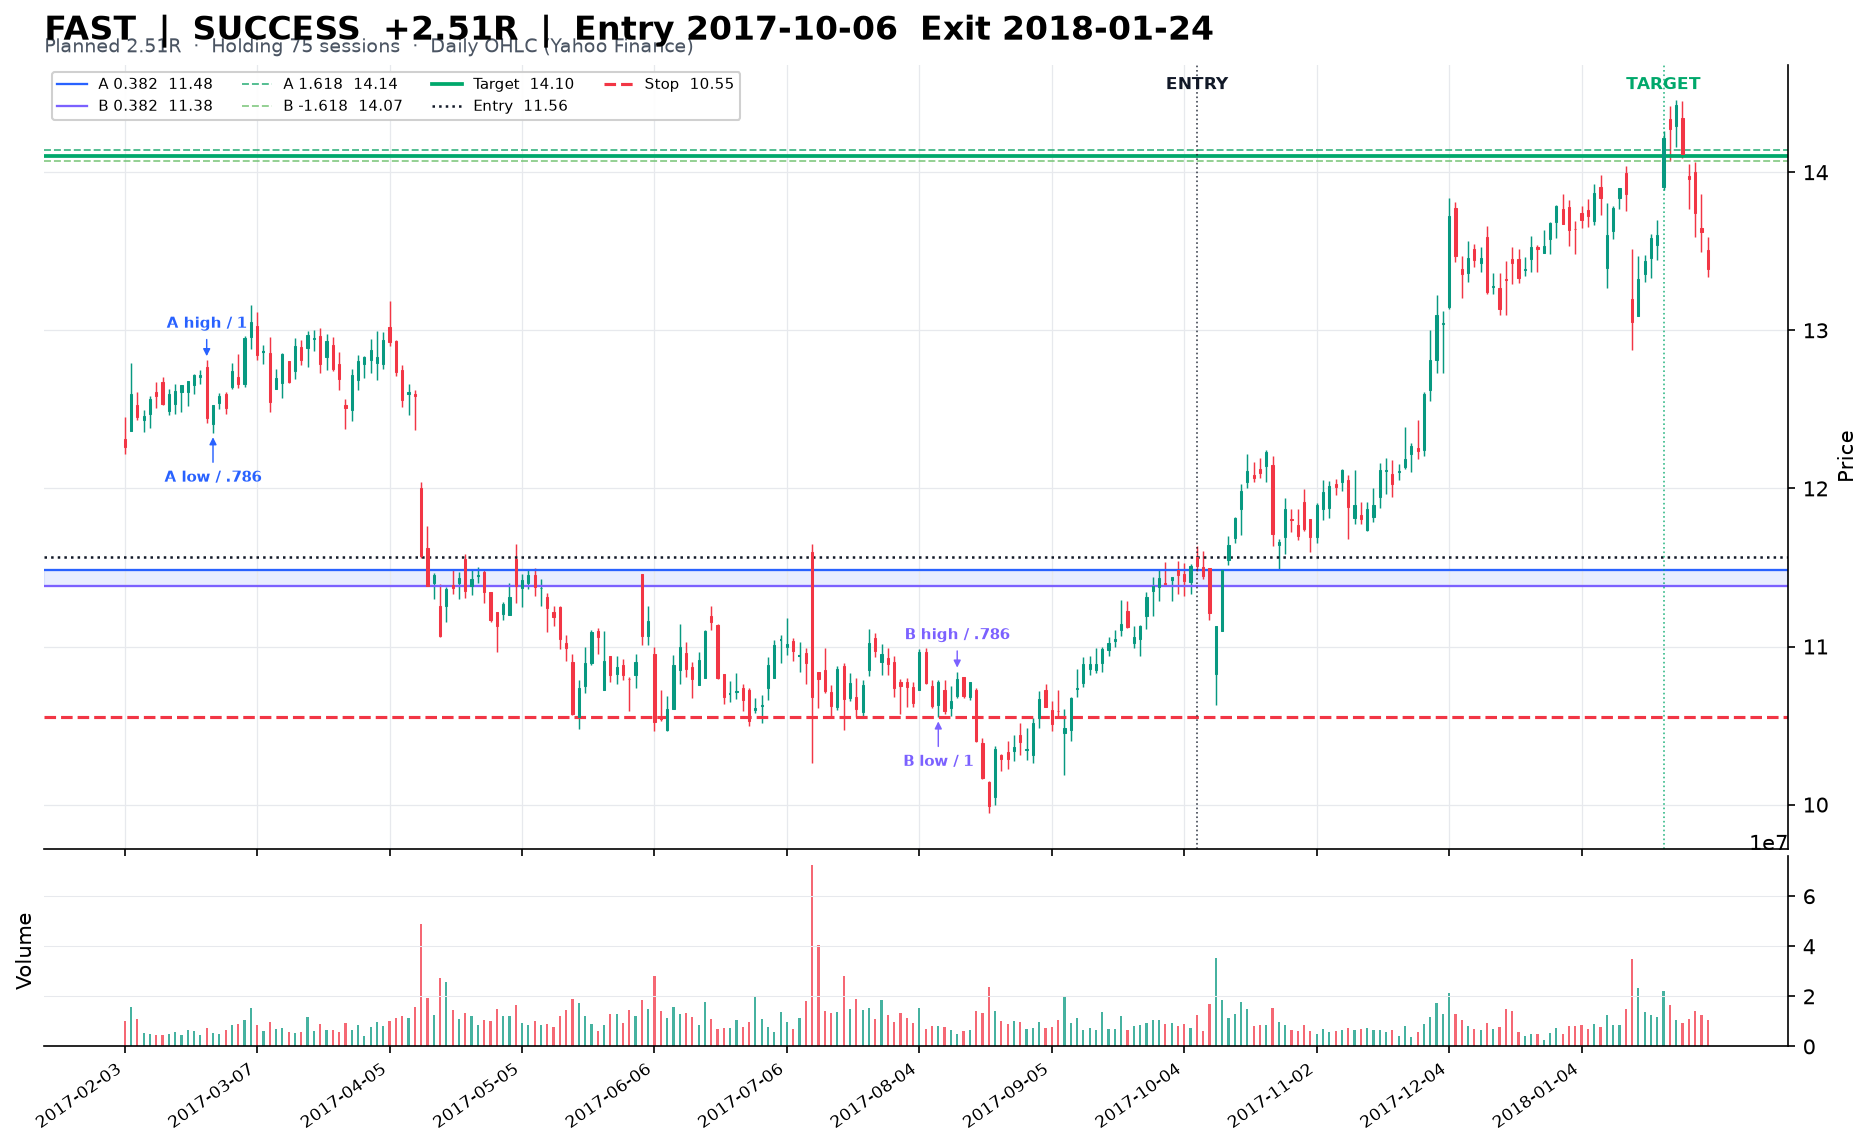 FAST | SUCCESS +2.51R | Entry 2017-10-06 Exit 2018-01-24
Planned 2.51R · Holding 75 sessions · Daily OHLC (Yahoo Finance)
A 0.382 11.48 A 1.618 14.14 Target 14.10 Stop 10.55
B 0.382 11.38 B -1.618 14.07 Entry 11.56
ENTRY
TARGET
14
13
12
11
10
Price
A high / 1
A low / .786
B high / .786
B low / 1
1e7
6
4
2
0
Volume
2017-02-03
2017-03-07
2017-04-05
2017-05-05
2017-06-06
2017-07-06
2017-08-04
2017-09-05
2017-10-04
2017-11-02
2017-12-04
2018-01-04